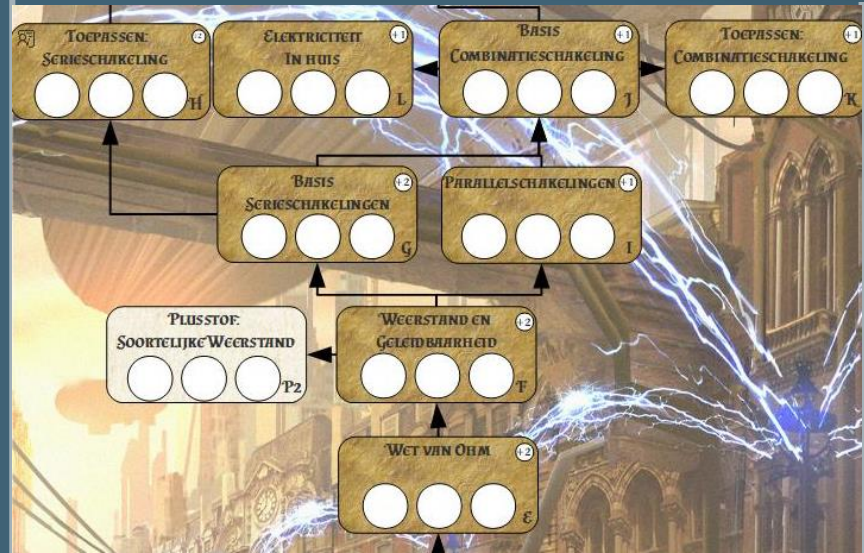 Toepassen:
Serieschakeling
+2
H
Elektriciteit
in huis
+1
L
Basis
Combinatieschakeling
+1
J
Toepassen:
Combinatieschakeling
+1
K
Basis
Serieschakelingen
+2
G
Parallelschakelingen
+1
I
Plusstof:
Soortelijke Weerstand
P2
Weerstand en
Geleidbaarheid
+2
F
Wet van Ohm
+2
E